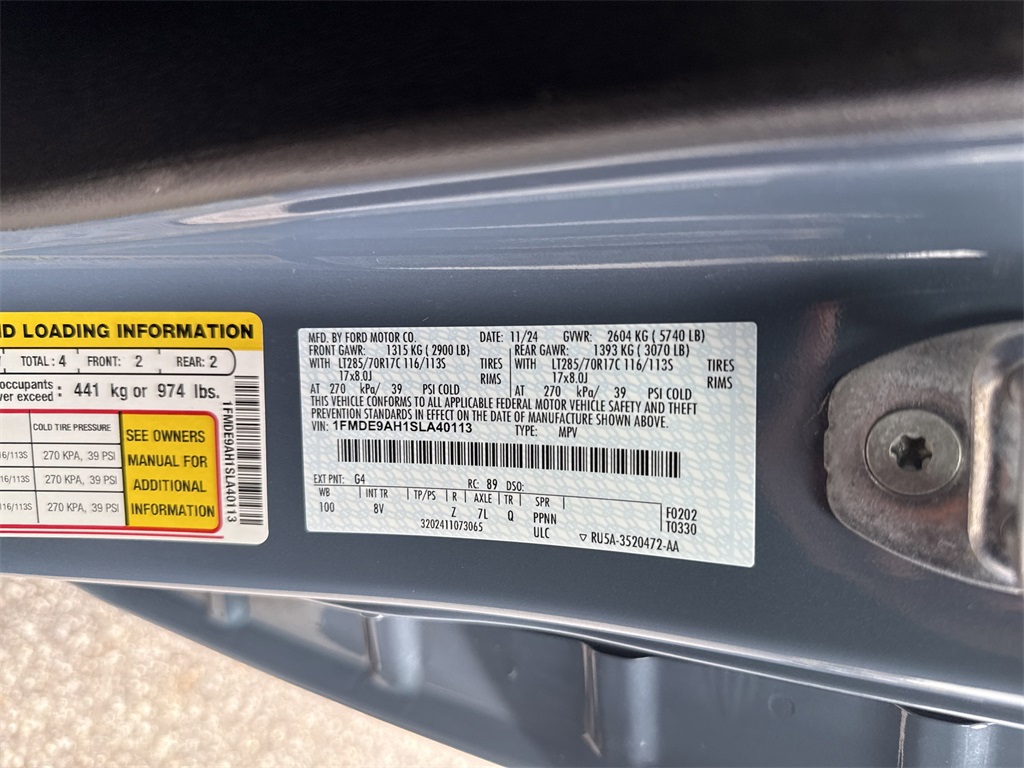 ND LOADING INFORMATION
TOTAL: 4 FRONT: 2 REAR: 2
occupants
ver exceed : 441 kg or 974 lbs.
COLD TIRE PRESSURE
16/113S 270 KPA, 39 PSI
16/113S 270 KPA, 39 PSI
116/113S 270 KPA, 39 PSI
SEE OWNERS
MANUAL FOR
ADDITIONAL
INFORMATION
1FMDE9AH1SLA40113
MFD. BY FORD MOTOR CO. DATE: 11/24 GVWR: 2604 KG ( 5740 LB)
FRONT GAWR: 1315 KG ( 2900 LB) REAR GAWR: 1393 KG ( 3070 LB)
WITH LT285/70R17C 116/113S TIRES WITH LT285/70R17C 116/113S TIRES
17x8.0J RIMS 17x8.0J RIMS
AT 270 kPa/ 39 PSI COLD AT 270 kPa/ 39 PSI COLD
THIS VEHICLE CONFORMS TO ALL APPLICABLE FEDERAL MOTOR VEHICLE SAFETY AND THEFT
PREVENTION STANDARDS IN EFFECT ON THE DATE OF MANUFACTURE SHOWN ABOVE.
VIN: 1FMDE9AH1SLA40113 TYPE: MPV
EXT PNT: G4 RC: 89 DSO:
WB INT TR TP/PS R AXLE TR SPR
100 8V Z 7L Q PPNN F0202
3202411073065 ULC T0330
▽ RU5A-3520472-AA